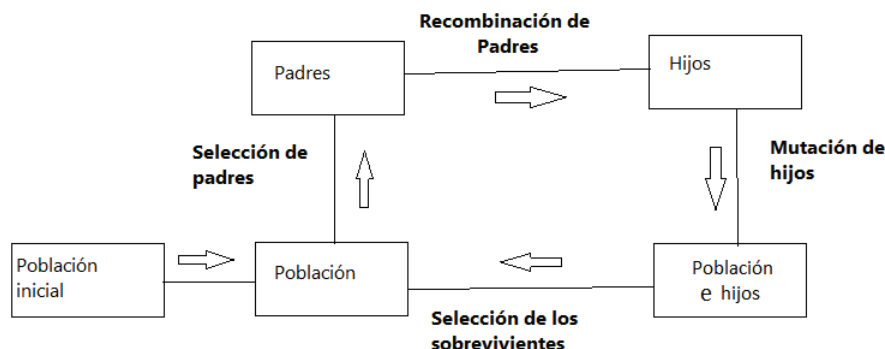 Recombinación de
Padres
Padres
Hijos
Selección de
padres
Mutación de
hijos
Población
inicial
Población
Población
e hijos
Selección de los
sobrevivientes